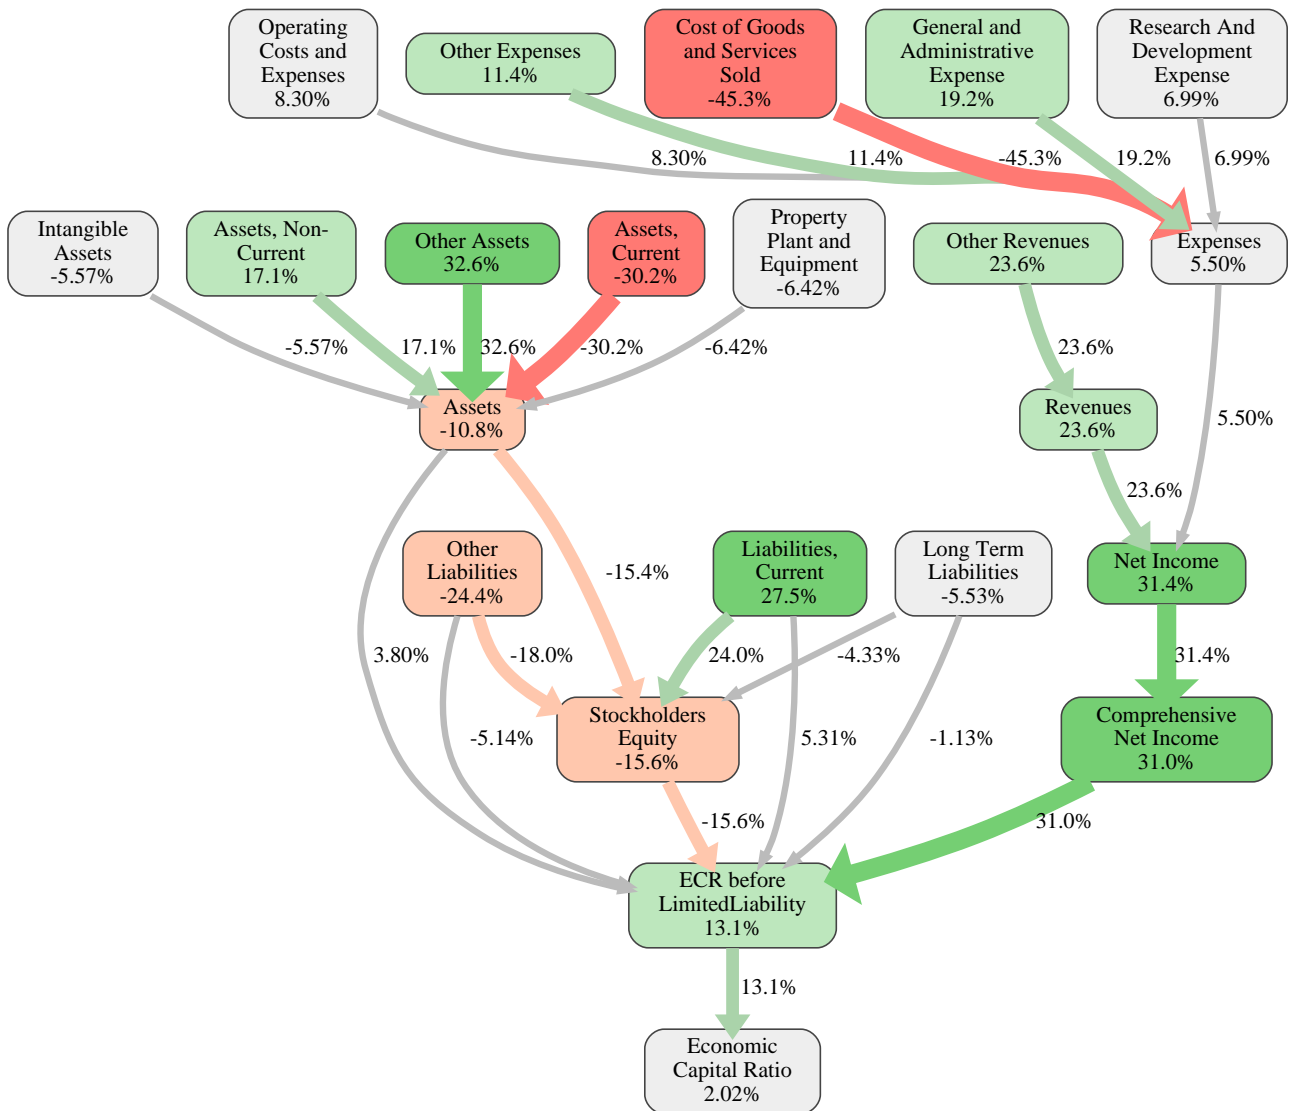 Operating
Costs and
Expenses
8.30%
Other Expenses
11.4%
Cost of Goods
and Services
Sold
-45.3%
General and
Administrative
Expense
19.2%
Research And
Development
Expense
6.99%
8.30%
11.4%
-45.3%
19.2%
6.99%
Intangible
Assets
-5.57%
Assets, Non-
Current
17.1%
Other Assets
32.6%
Assets,
Current
-30.2%
Property
Plant and
Equipment
-6.42%
Other Revenues
23.6%
Expenses
5.50%
-5.57%
17.1%
32.6%
-30.2%
-6.42%
23.6%
Assets
-10.8%
Revenues
23.6%
5.50%
23.6%
Other
Liabilities
-24.4%
Liabilities,
Current
27.5%
Long Term
Liabilities
-5.53%
Net Income
31.4%
-15.4%
3.80%
-18.0%
24.0%
-4.33%
31.4%
Stockholders
Equity
-15.6%
Comprehensive
Net Income
31.0%
-5.14%
5.31%
-1.13%
-15.6%
31.0%
ECR before
LimitedLiability
13.1%
13.1%
Economic
Capital Ratio
2.02%